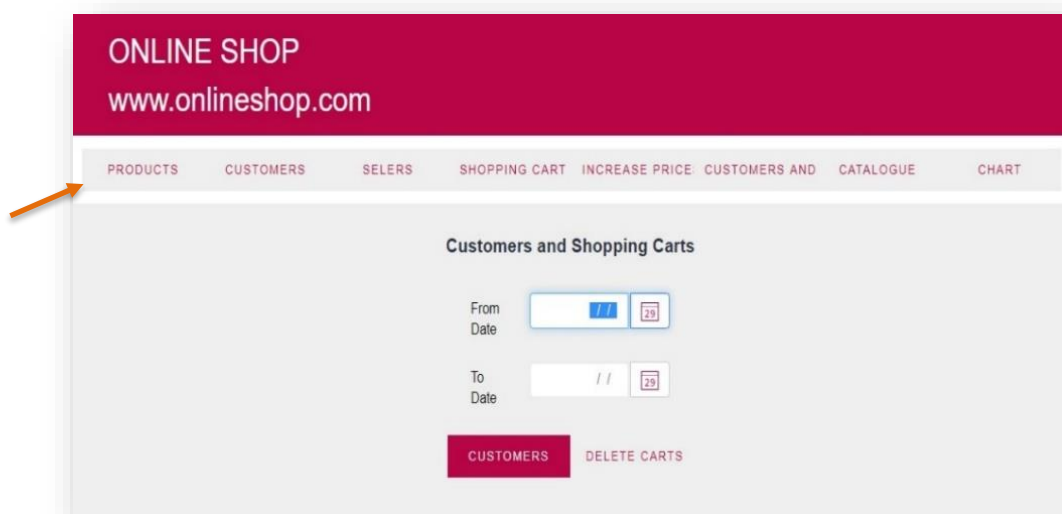 ONLINE SHOP
www.onlineshop.com
PRODUCTS CUSTOMERS SELERS SHOPPING CART INCREASE PRICE CUSTOMERS AND CATALOGUE CHART
Customers and Shopping Carts
From
Date
/ /
29
To
Date
/ /
29
CUSTOMERS DELETE CARTS